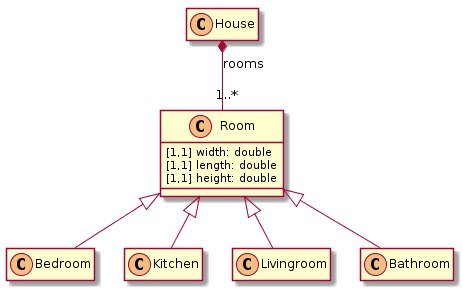 C House
rooms
1..*
C Room
[1,1] width: double
[1,1] length: double
[1,1] height: double
C Bedroom
C Kitchen
C Livingroom
C Bathroom